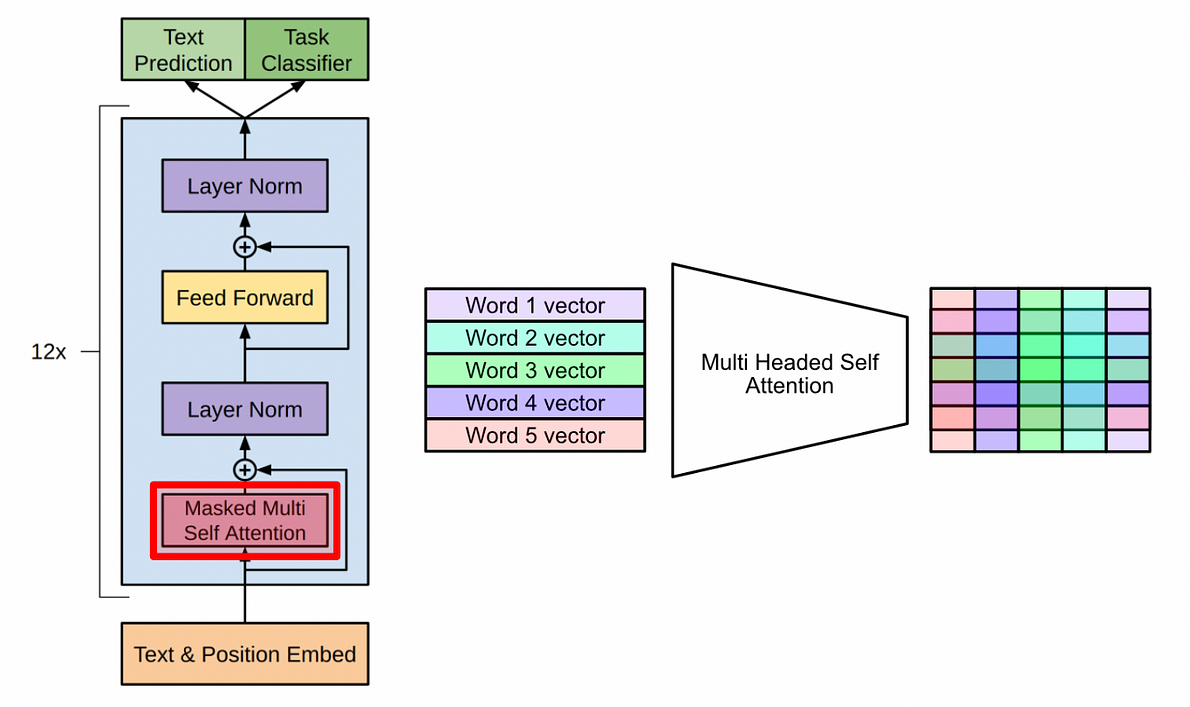 Text
Prediction
Task
Classifier
Layer Norm
+
Feed Forward
12x
Layer Norm
+
Masked Multi
Self Attention
Text & Position Embed
Word 1 vector
Word 2 vector
Word 3 vector
Word 4 vector
Word 5 vector
Multi Headed Self
Attention